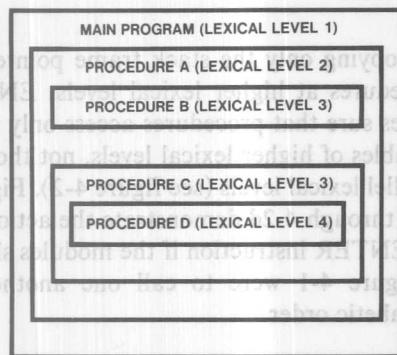 MAIN PROGRAM (LEXICAL LEVEL 1)
PROCEDURE A (LEXICAL LEVEL 2)
PROCEDURE B (LEXICAL LEVEL 3)
PROCEDURE C (LEXICAL LEVEL 3)
PROCEDURE D (LEXICAL LEVEL 4)